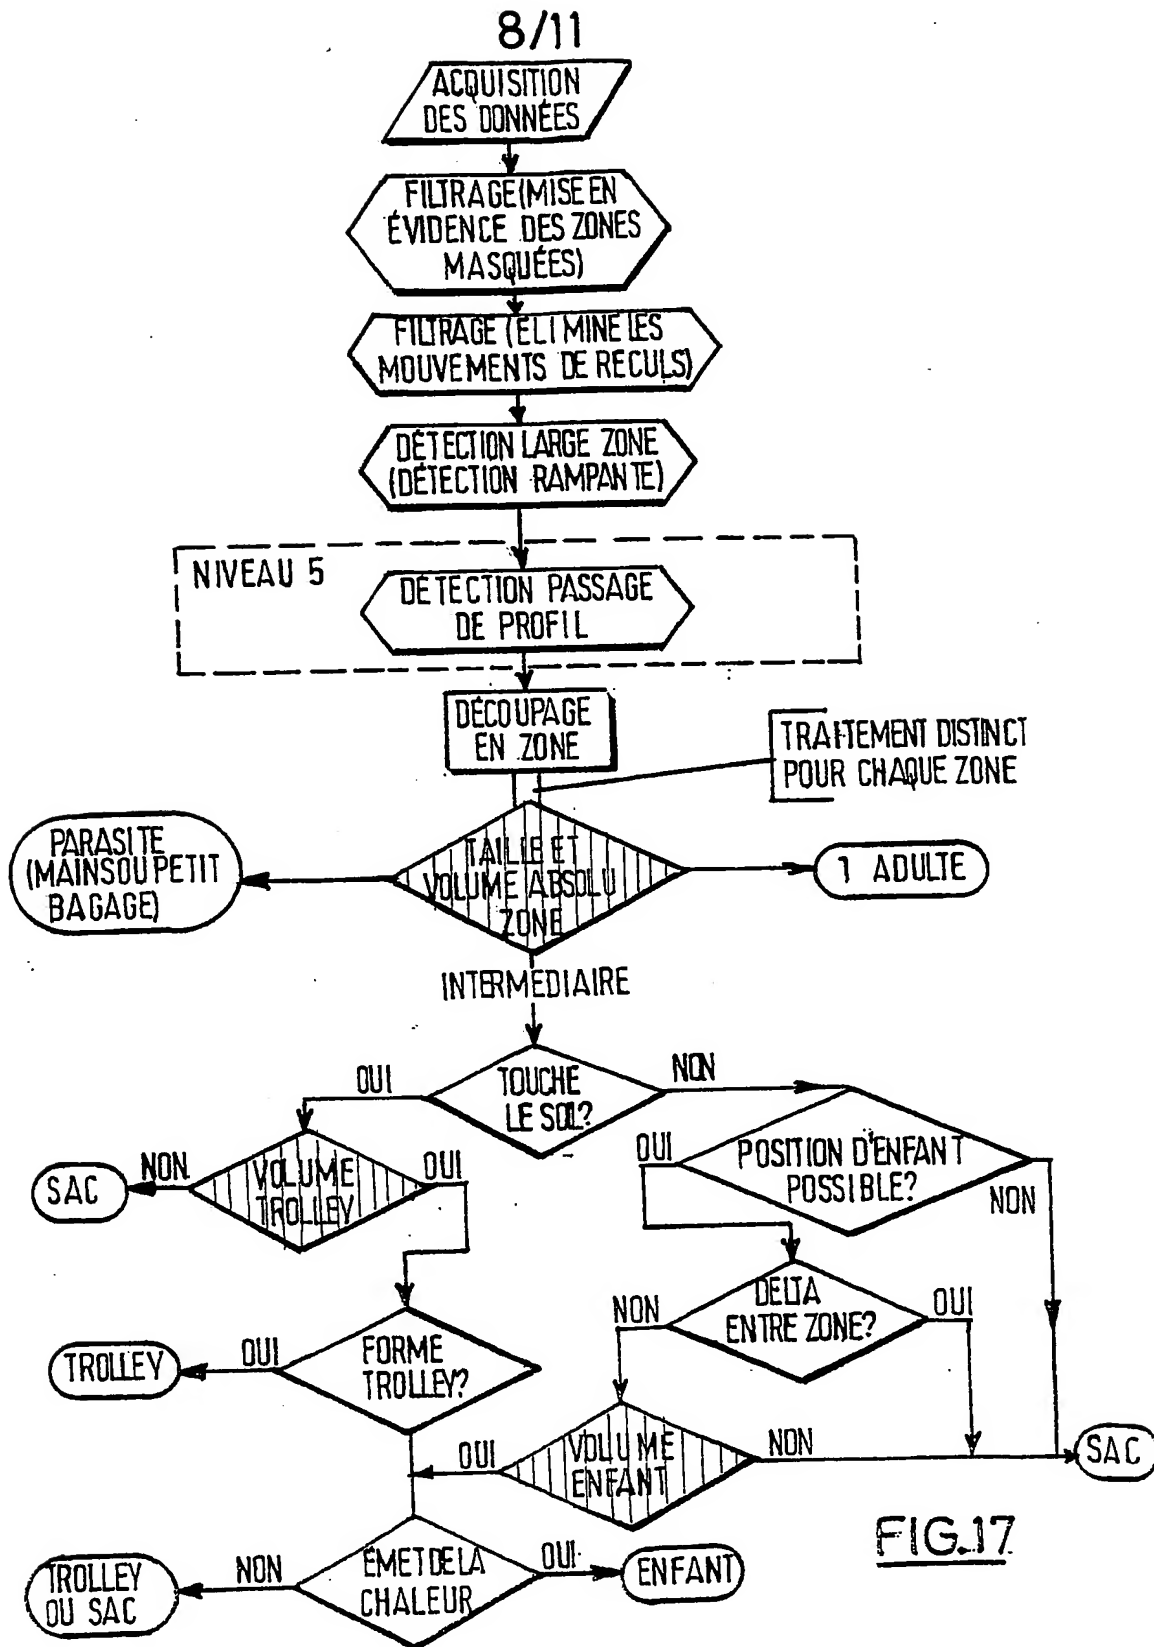 8/11
ACQUISITION
DES DONNÉES
FILTRAGE (MISE EN
ÉVIDENCE DES ZONES
MASQUÉES)
FILTRAGE (ÉLIMINE LES
MOUVEMENTS DE RECULS)
DÉTECTION LARGE ZONE
(DÉTECTION RAMPANTE)
NIVEAU 5
DÉTECTION PASSAGE
DE PROFIL
DÉCOUPAGE
EN ZONE
TRAITEMENT DISTINCT
POUR CHAQUE ZONE
PARASITE
(MAINS OU PETIT
BAGAGE)
TAILLE ET
VOLUME ABSOLU
ZONE
1 ADULTE
INTERMEDIAIRE
OUI
TOUCHE
LE SOL?
NON
SAC
NON
VOLUME
TROLLEY
OUI
OUI
POSITION D'ENFANT
POSSIBLE?
NON
NON
DELTA
ENTRE ZONE?
OUI
TROLLEY
OUI
FORME
TROLLEY?
OUI
VOLUME
ENFANT
NON
SAC
TROLLEY
OU SAC
NON
ÉMET DE LA
CHALEUR
OUI
ENFANT
FIG.17